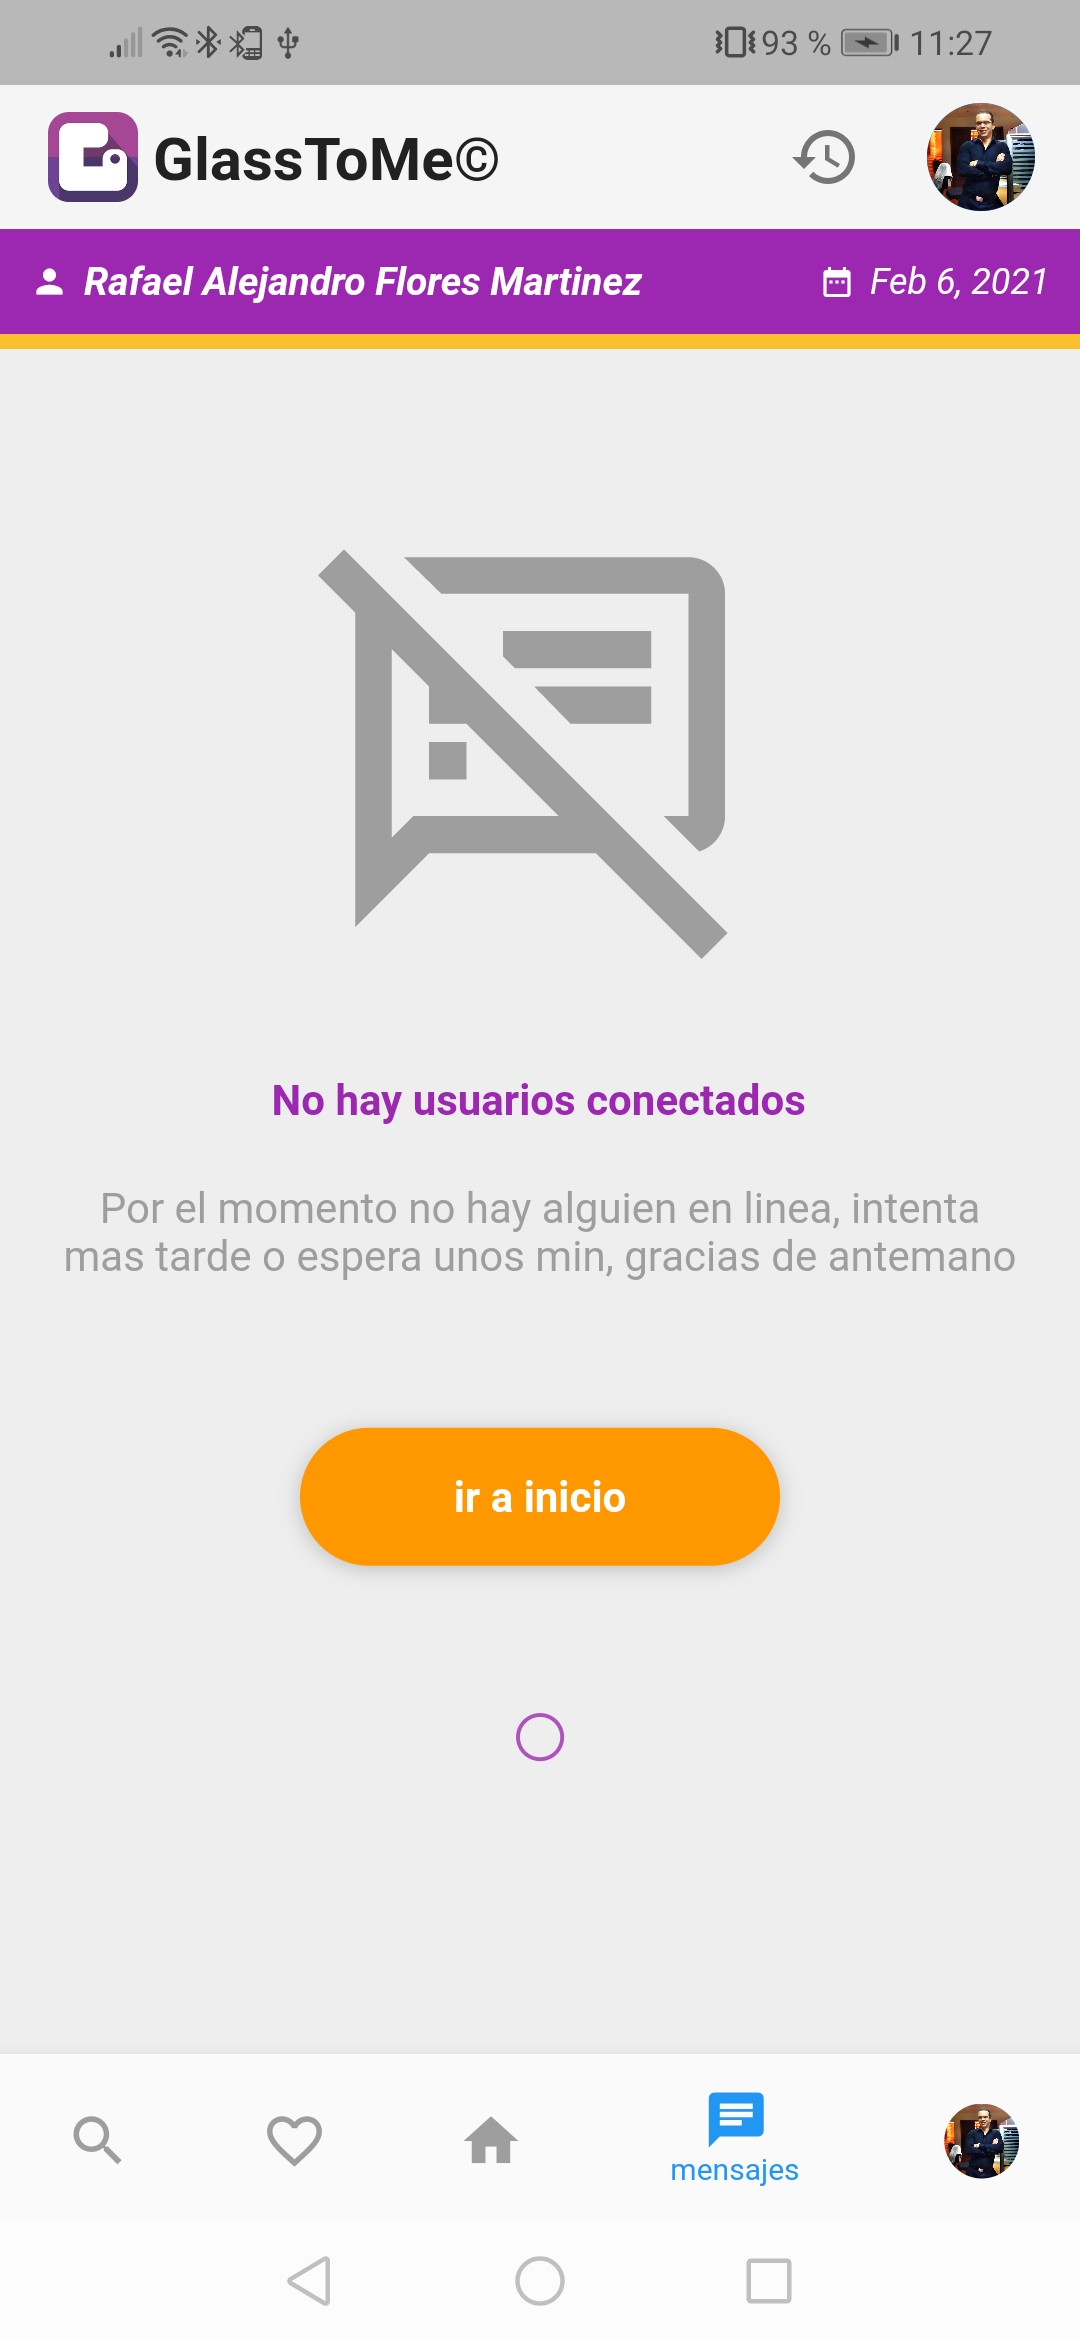 93 % 11:27
GlassToMe©
Rafael Alejandro Flores Martinez Feb 6, 2021
No hay usuarios conectados
Por el momento no hay alguien en linea, intenta
mas tarde o espera unos min, gracias de antemano
ir a inicio
mensajes